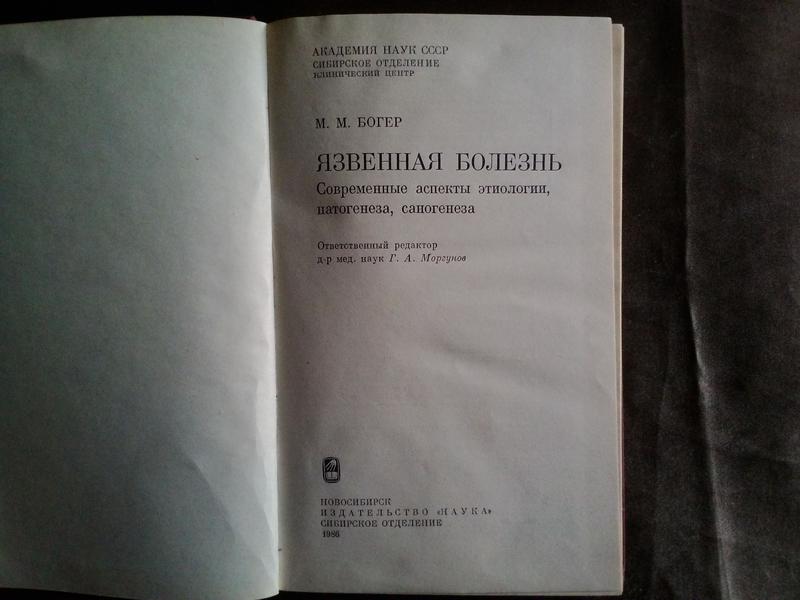 АКАДЕМИЯ НАУК СССР
СИБИРСКОЕ ОТДЕЛЕНИЕ
КЛИНИЧЕСКИЙ ЦЕНТР
М. М. БОГЕР
ЯЗВЕННАЯ БОЛЕЗНЬ
Современные аспекты этиологии,
патогенеза, саногенеза
Ответственный редактор
д-р мед. наук Г. А. Моргунов
НОВОСИБИРСК
ИЗДАТЕЛЬСТВО «НАУКА»
СИБИРСКОЕ ОТДЕЛЕНИЕ
1986